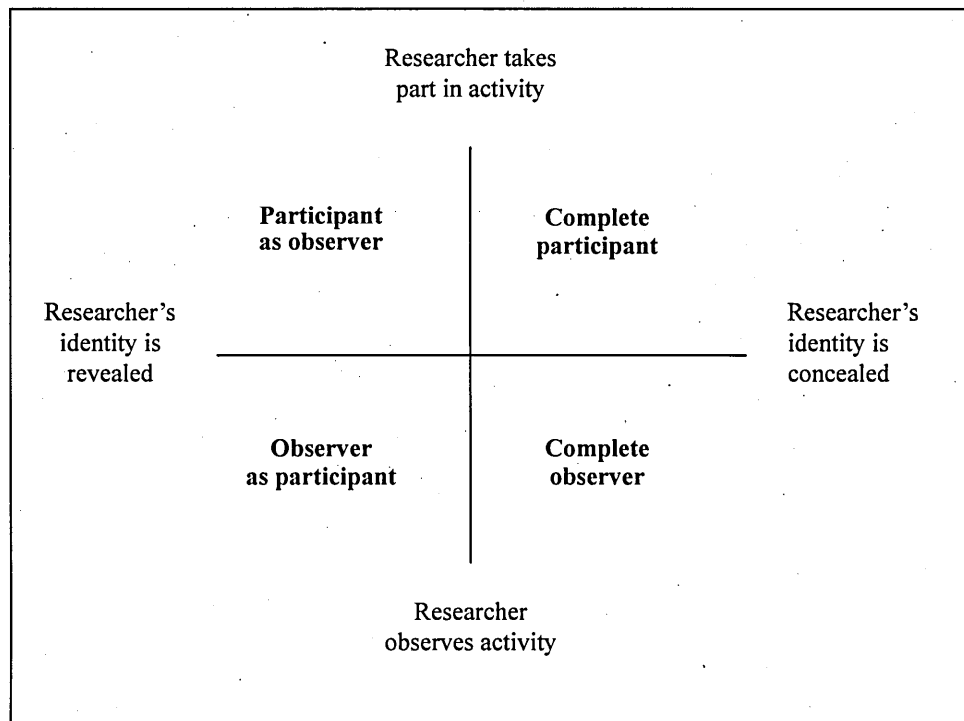 Researcher takes
part in activity
Participant
as observer
Complete
participant
Researcher’s
identity is
revealed
Researcher’s
identity is
concealed
Observer
as participant
Complete
observer
Researcher
observes activity